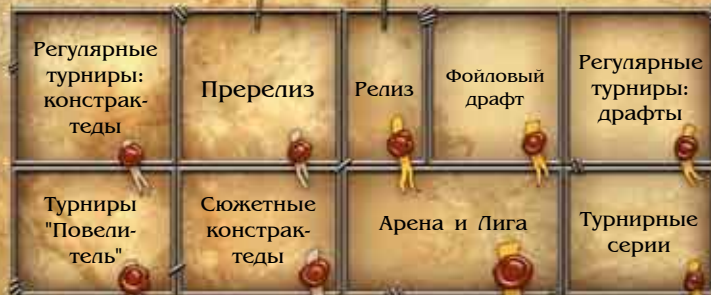 Регулярные
турниры:
констрак-
теды
Пререлиз
Релиз
Фойловый
драфт
Регулярные
турниры:
драфты
Турниры
"Повели-
тель"
Сюжетные
констрак-
теды
Арена и Лига
Турнирные
серии